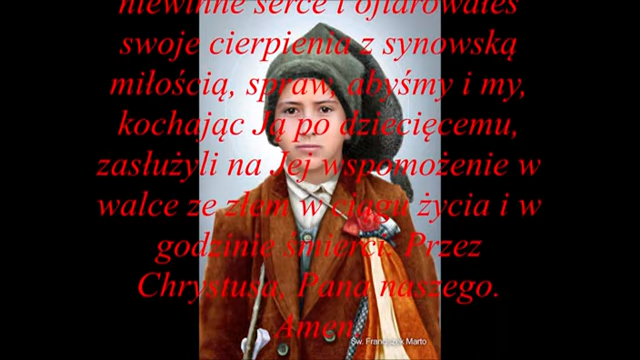 niewinne serce i ofiarowałeś
swoje cierpienia z synowską
miłością, spraw, abyśmy i my,
kochając Ją po dziecięcemu,
zasłużyli na Jej wspomożenie w
walce ze złem w ciągu życia i w
godzinie śmierci. Przez
Chrystusa, Pana naszego.
Amen.
Św. Franciszek Marto